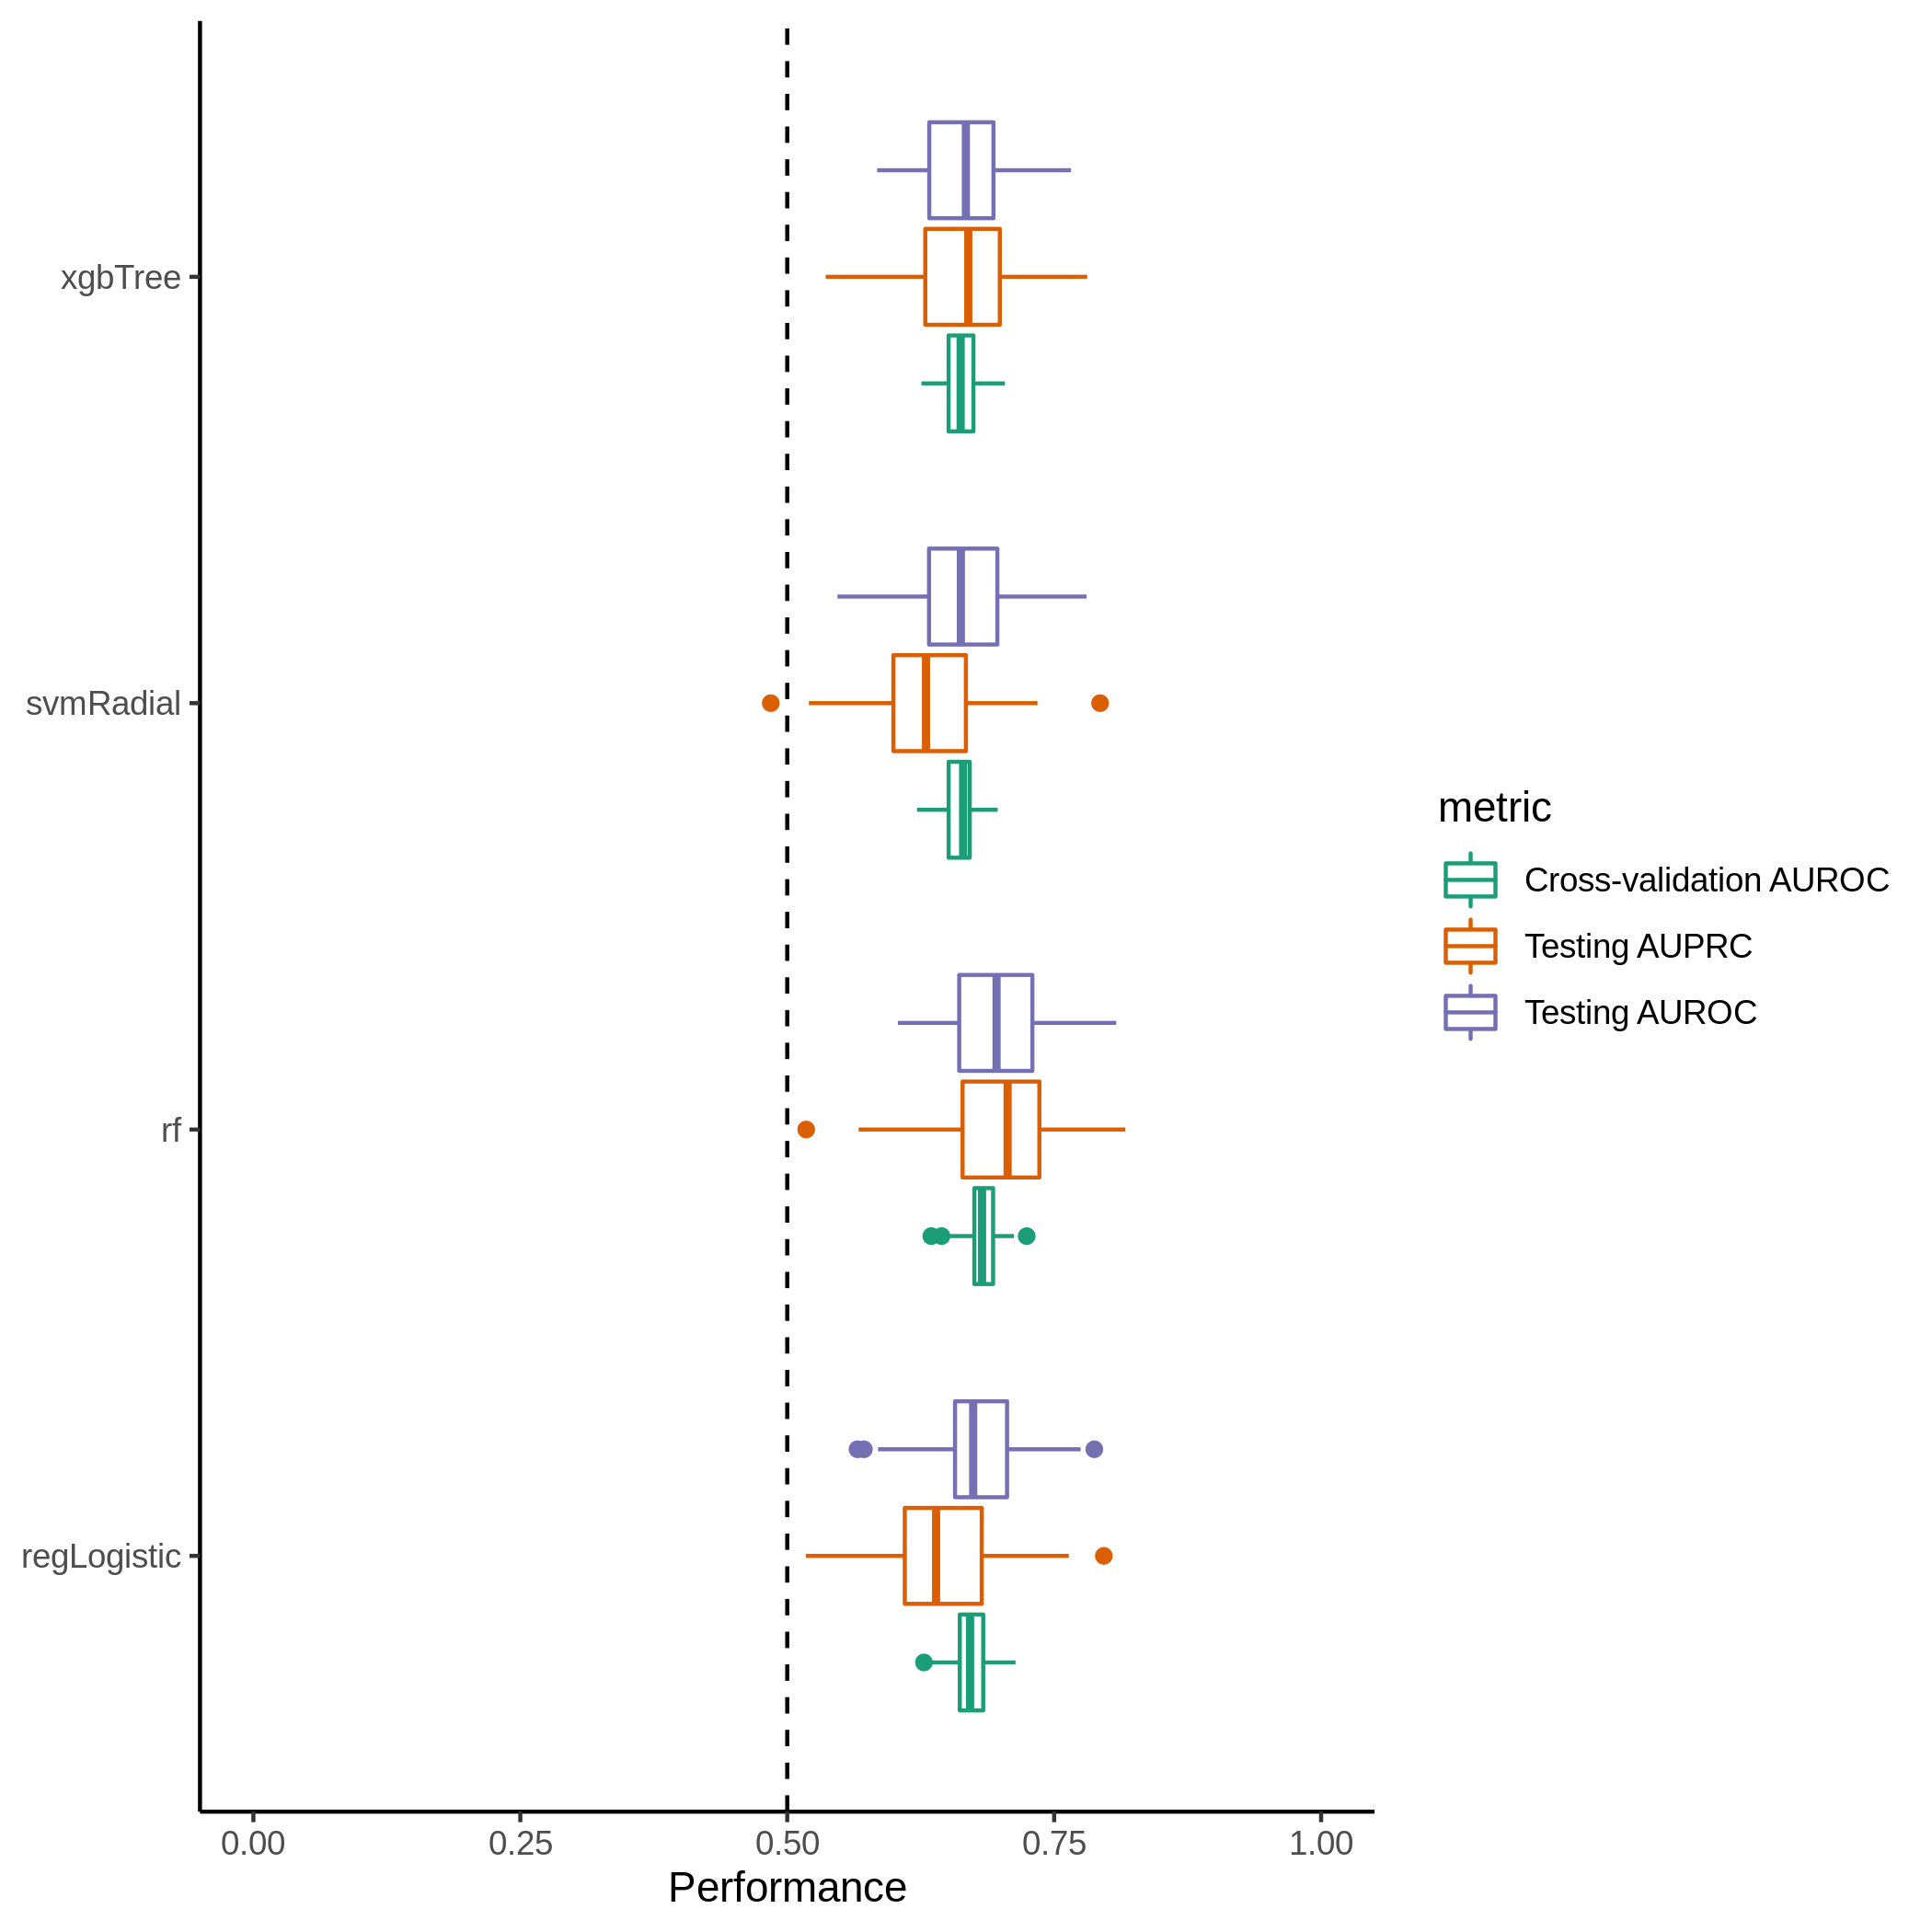 xgbTree
svmRadial
rf
regLogistic
0.00 0.25 0.50 0.75 1.00
Performance
metric
Cross-validation AUROC
Testing AUPRC
Testing AUROC